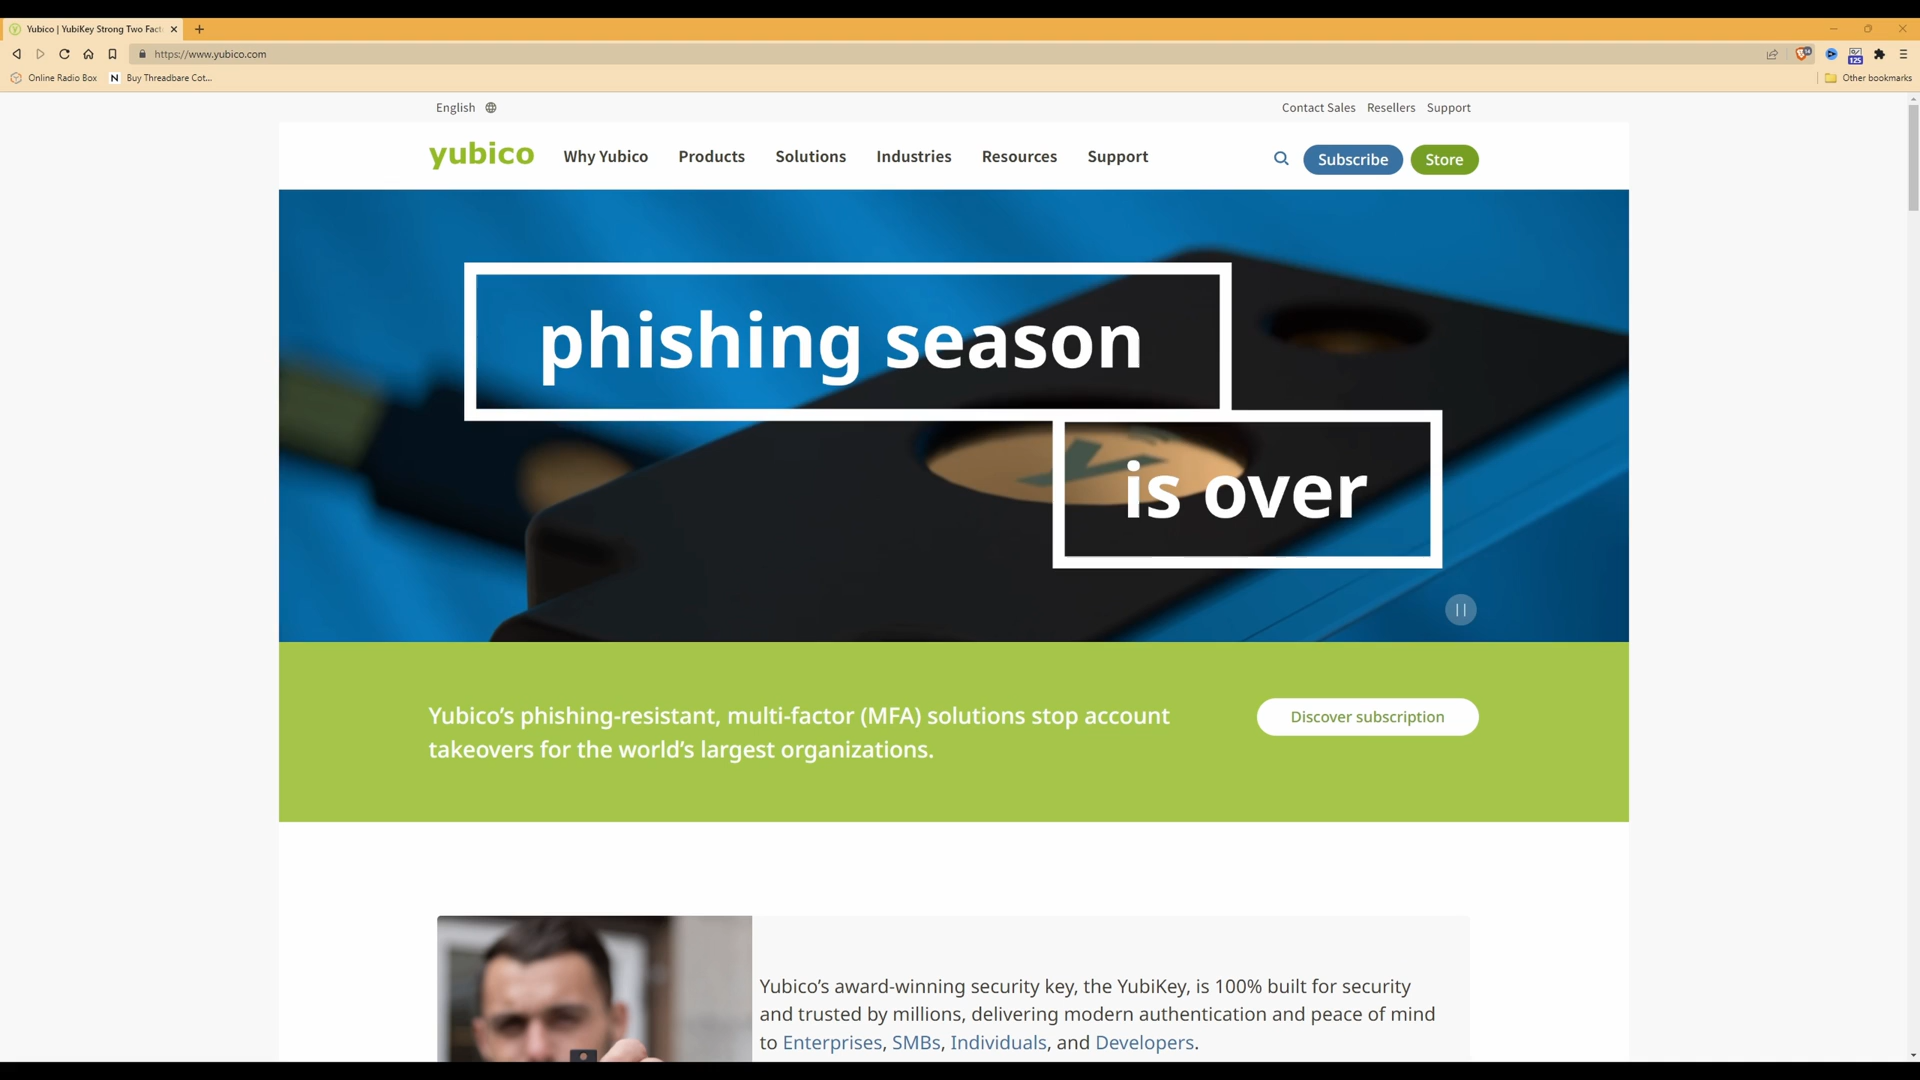 Yubico | YubiKey Strong Two Fact
https://www.yubico.com
14
125
Online Radio Box
N Buy Threadbare Cot...
Other bookmarks
English
Contact Sales Resellers Support
yubico
Why Yubico Products Solutions Industries Resources Support
Subscribe Store
phishing season
is over
Yubico’s phishing-resistant, multi-factor (MFA) solutions stop account
takeovers for the world’s largest organizations.
Discover subscription
Yubico’s award-winning security key, the YubiKey, is 100% built for security
and trusted by millions, delivering modern authentication and peace of mind
to Enterprises, SMBs, Individuals, and Developers.